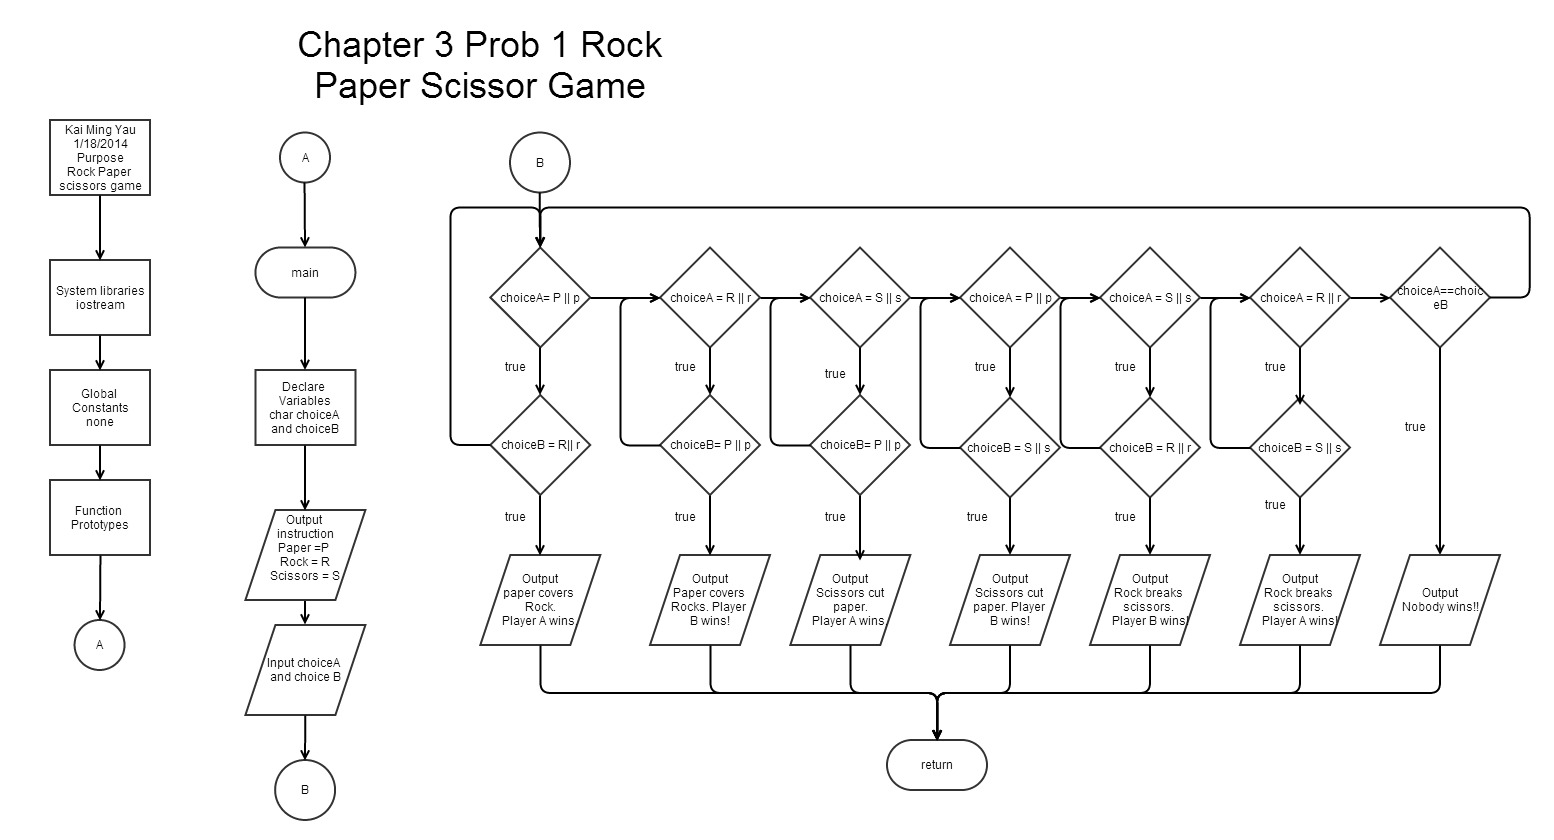 Chapter 3 Prob 1 Rock
Paper Scissor Game
Kai Ming Yau
1/18/2014
Purpose
Rock Paper
scissors game
System libraries
iostream
Global
Constants
none
Function
Prototypes
A
A
main
Declare
Variables
char choiceA
and choiceB
Output
instruction
Paper =P
Rock = R
Scissors = S
Input choiceA
and choice B
B
B
choiceA= P || p
choiceA = R || r
choiceA = S || s
choiceA = P || p
choiceA = S || s
choiceA = R || r
choiceA==choic
eB
true
true
true
true
true
true
true
choiceB = R|| r
choiceB= P || p
choiceB= P || p
choiceB = S || s
choiceB = R || r
choiceB = S || s
true
true
true
true
true
true
Output
paper covers
Rock.
Player A wins.
Output
Paper covers
Rocks. Player
B wins!
Output
Scissors cut
paper.
Player A wins.
Output
Scissors cut
paper. Player
B wins!
Output
Rock breaks
scissors.
Player B wins!
Output
Rock breaks
scissors.
Player A wins!
Output
Nobody wins!!
return